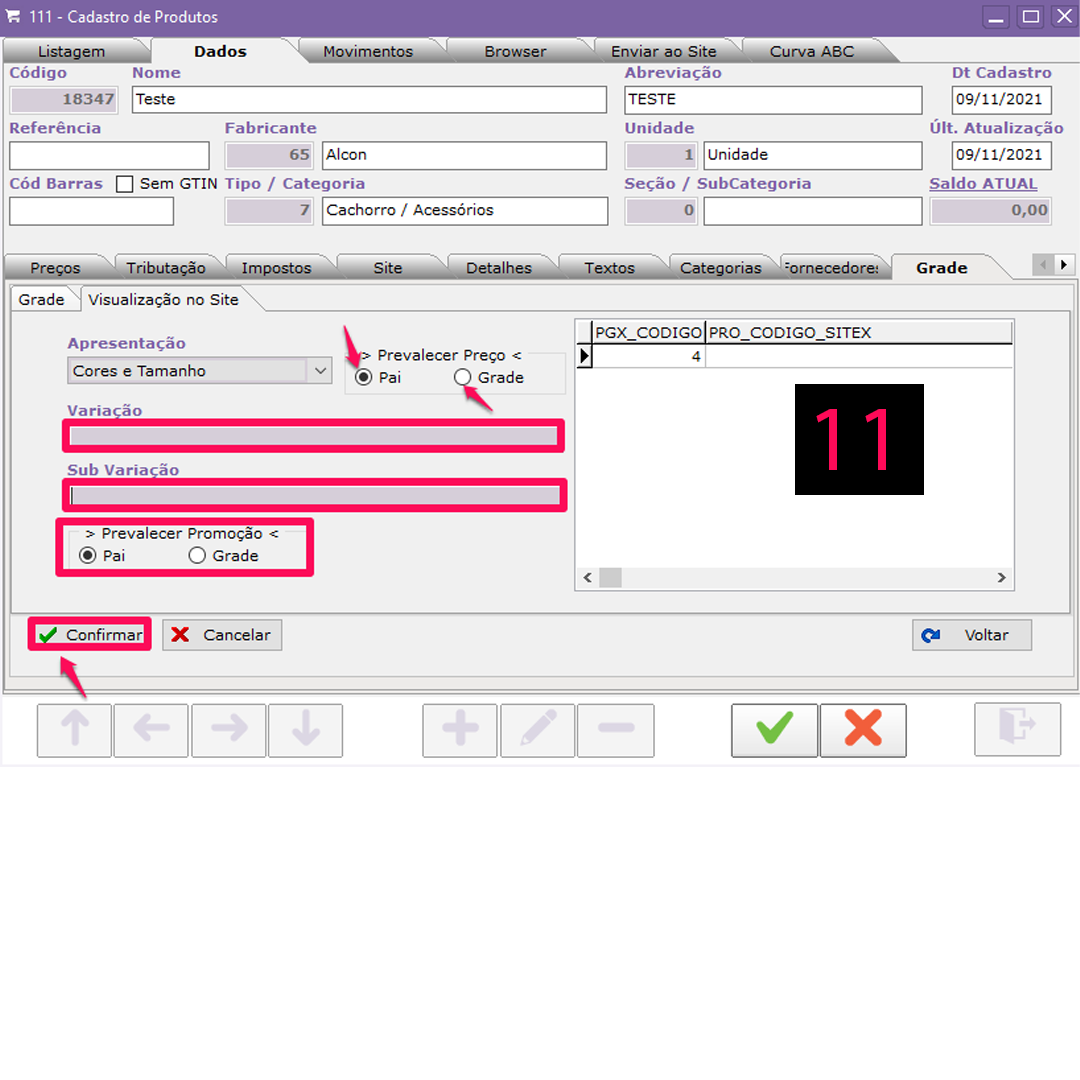 111 - Cadastro de Produtos
Listagem Dados Movimentos Browser Enviar ao Site Curva ABC
Código Nome Abreviação Dt Cadastro
18347 Teste TESTE 09/11/2021
Referência Fabricante Unidade Últ. Atualização
65 Alcon 1 Unidade 09/11/2021
Cód Barras Sem GTIN Tipo / Categoria Seção / SubCategoria Saldo ATUAL
7 Cachorro / Acessórios 0 0,00
Preços Tributação Impostos Site Detalhes Textos Categorias Fornecedores Grade
Grade Visualização no Site
Apresentação
Cores e Tamanho
> Prevalecer Preço <
Pai Grade
Variação
Sub Variação
> Prevalecer Promoção <
Pai Grade
PGX_CODIGO PRO_CODIGO_SITEX
4
11
Confirmar Cancelar Voltar